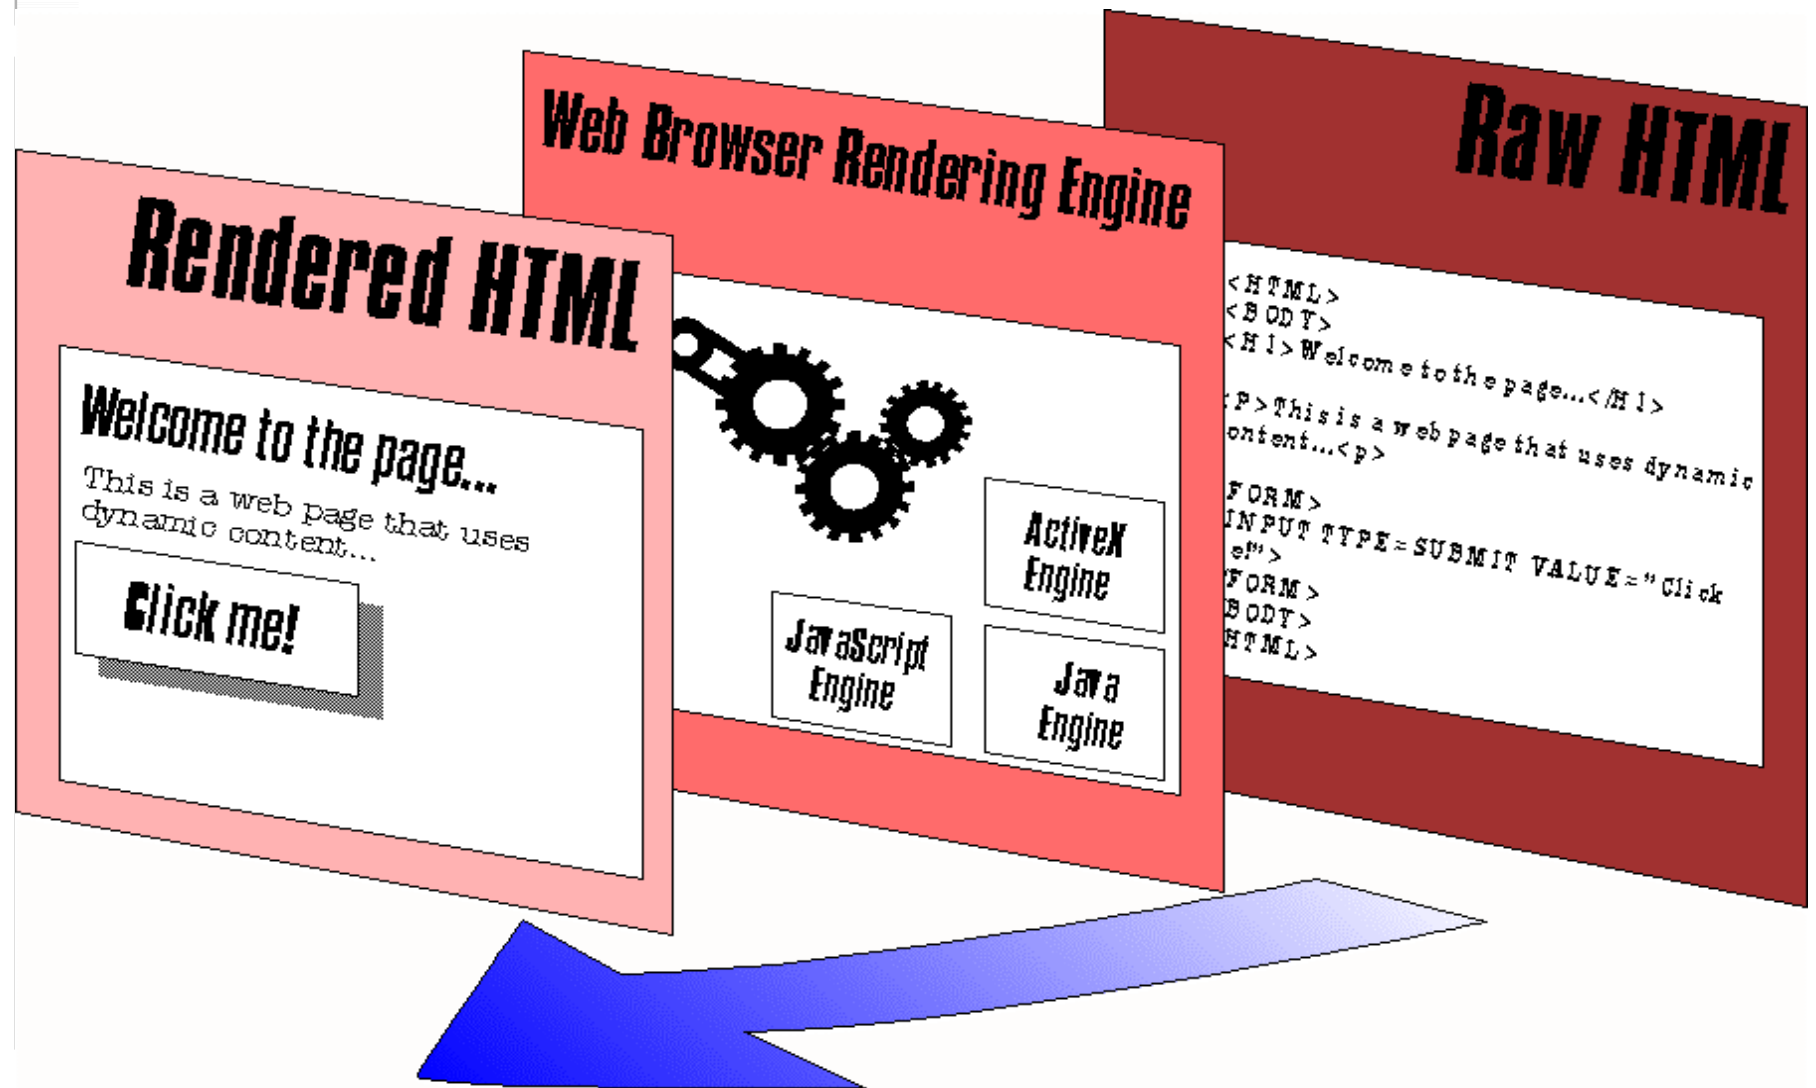 Rendered HTML
Welcome to the page...
This is a web page that uses
dynamic content...
Click me!
Web Browser Rendering Engine
ActiveX
Engine
JavaScript
Engine
Java
Engine
Raw HTML
<HTML>
<BODY>
<H1>Welcome to the page...</H1>
P>This is a web page that uses dynamic
ontent...<p>
FORM>
INPUT TYPE=SUBMIT VALUE="Click
e!">
FORM>
BODY>
HTML>